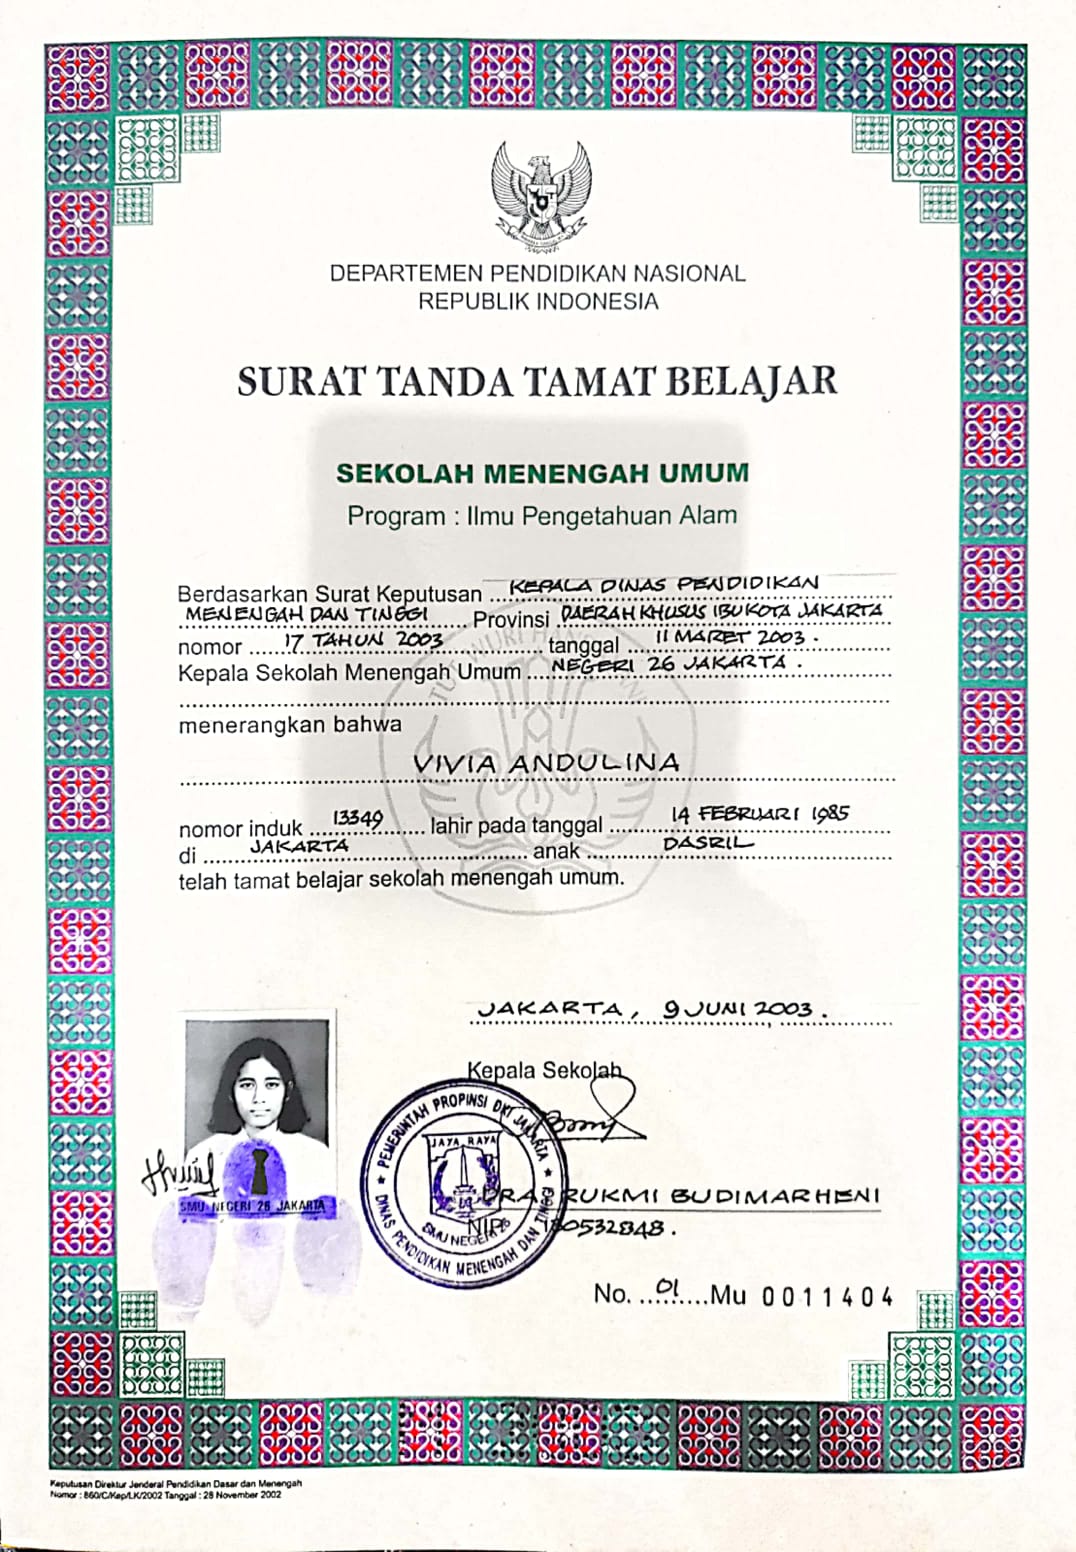 DEPARTEMEN PENDIDIKAN NASIONAL
REPUBLIK INDONESIA
SURAT TANDA TAMAT BELAJAR
SEKOLAH MENENGAH UMUM
Program : Ilmu Pengetahuan Alam
Berdasarkan Surat Keputusan KEPALA DINAS PENDIDIKAN
MENENGAH DAN TINGGI Provinsi DAERAH KHUSUS IBUKOTA JAKARTA
nomor 17 TAHUN 2003 tanggal 11 MARET 2003.
Kepala Sekolah Menengah Umum NEGERI 26 JAKARTA.
menerangkan bahwa
VIVIA ANDULINA
nomor induk 13349 lahir pada tanggal 14 FEBRUARI 1985
di JAKARTA anak DASRIL
telah tamat belajar sekolah menengah umum.
TUT WURI HANDAYANI
JAKARTA, 9 JUNI 2003.
Kepala Sekolah
PEMERINTAH PROPINSI DKI JAKARTA
JAYA RAYA
SMU NEGERI 26
DINAS PENDIDIKAN MENENGAH DAN TINGGI
SMU NEGERI 26 JAKARTA
DRA RUKMI BUDIMARHENI
NIP. 130532848.
No. 01 Mu 0011404
Keputusan Direktur Jenderal Pendidikan Dasar dan Menengah
Nomor : 860/C/Kep/LK/2002 Tanggal : 28 November 2002